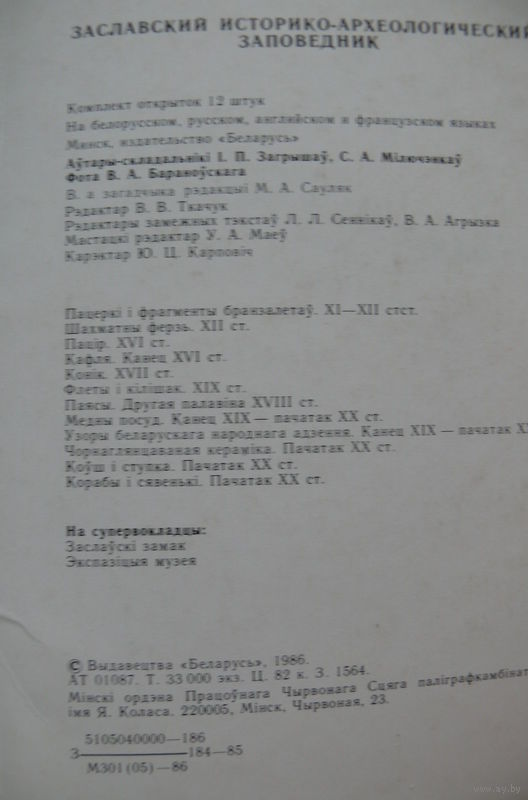 ЗАСЛАВСКИЙ ИСТОРИКО-АРХЕОЛОГИЧЕСКИЙ
ЗАПОВЕДНИК
Комплект открыток 12 штук
На белорусском, русском, английском и французском языках
Минск, издательство «Беларусь»
Аўтары-складальнікі І. П. Загрышаў, С. А. Мілючэнкаў
Фота В. А. Бараноўскага
В. а загадчыка рэдакцыі М. А. Сауляк
Рэдактар В. В. Ткачук
Рэдактары замежных тэкстаў Л. Л. Сеннікаў, В. А. Агрызка
Мастацкі рэдактар У. А. Маеў
Карэктар Ю. Ц. Карповіч
Пацеркі і фрагменты бранзалетаў. XI—XII стст.
Шахматны ферзь. XII ст.
Пацір. XVI ст.
Кафля. Канец XVI ст.
Конік. XVII ст.
Флеты і кілішак. XIX ст.
Паясы. Другая палавіна XVIII ст.
Медны посуд. Канец XIX — пачатак XX ст.
Узоры беларускага народнага адзення. Канец XIX — пачатак XX
Чорнаглянцаваная кераміка. Пачатак XX ст.
Коўш і ступка. Пачатак XX ст.
Корабы і сявенькі. Пачатак XX ст.
На супервокладцы:
Заслаўскі замак
Экспазіцыя музея
© Выдавецтва «Беларусь», 1986.
АТ 01087. Т. 33 000 экз. Ц. 82 к. З. 1564.
Мінскі ордэна Працоўнага Чырвонага Сцяга паліграфкамбінат
імя Я. Коласа. 220005, Мінск, Чырвоная, 23.
5105040000—186
З———184—85
М301 (05)—86
www.ay.by